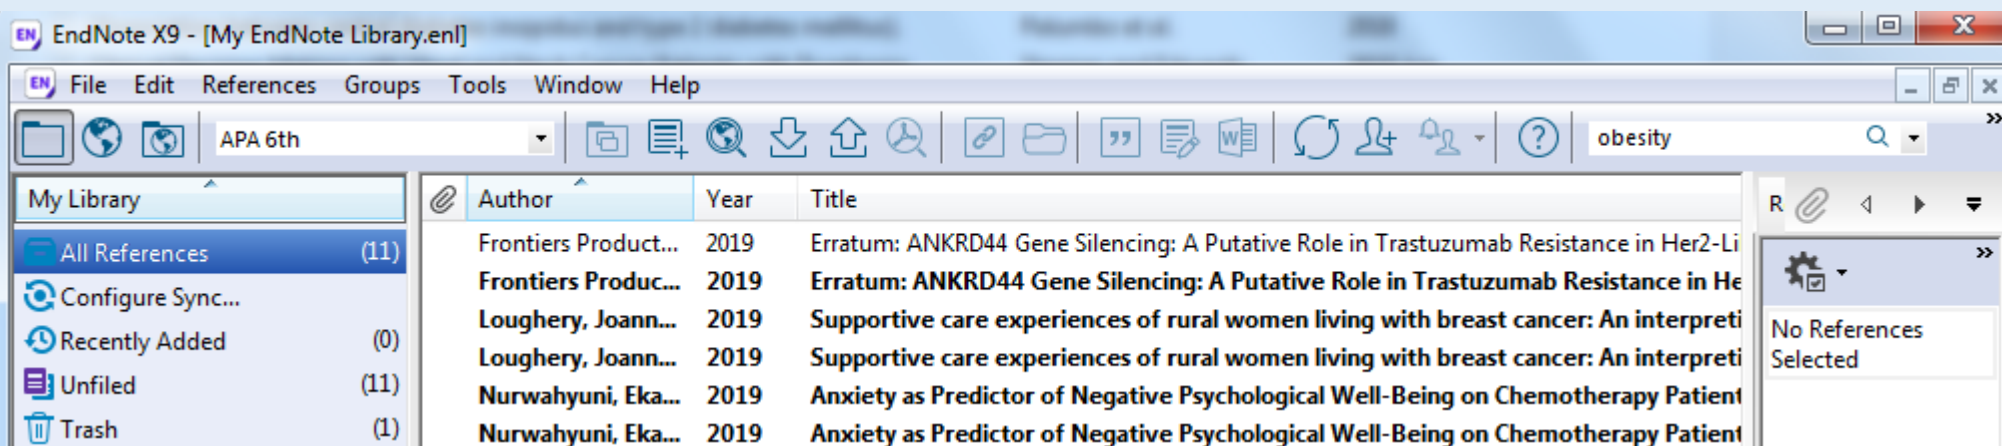 EndNote X9 - [My EndNote Library.enl]
File Edit References Groups Tools Window Help
APA 6th
obesity
My Library
Author Year Title
R
All References (11)
Configure Sync...
Recently Added (0)
Unfiled (11)
Trash (1)
Frontiers Product... 2019 Erratum: ANKRD44 Gene Silencing: A Putative Role in Trastuzumab Resistance in Her2-Li
Frontiers Produc... 2019 Erratum: ANKRD44 Gene Silencing: A Putative Role in Trastuzumab Resistance in He
Loughery, Joann... 2019 Supportive care experiences of rural women living with breast cancer: An interpreti
Loughery, Joann... 2019 Supportive care experiences of rural women living with breast cancer: An interpreti
Nurwahyuni, Eka... 2019 Anxiety as Predictor of Negative Psychological Well-Being on Chemotherapy Patient
Nurwahyuni, Eka... 2019 Anxiety as Predictor of Negative Psychological Well-Being on Chemotherapy Patient
No References
Selected